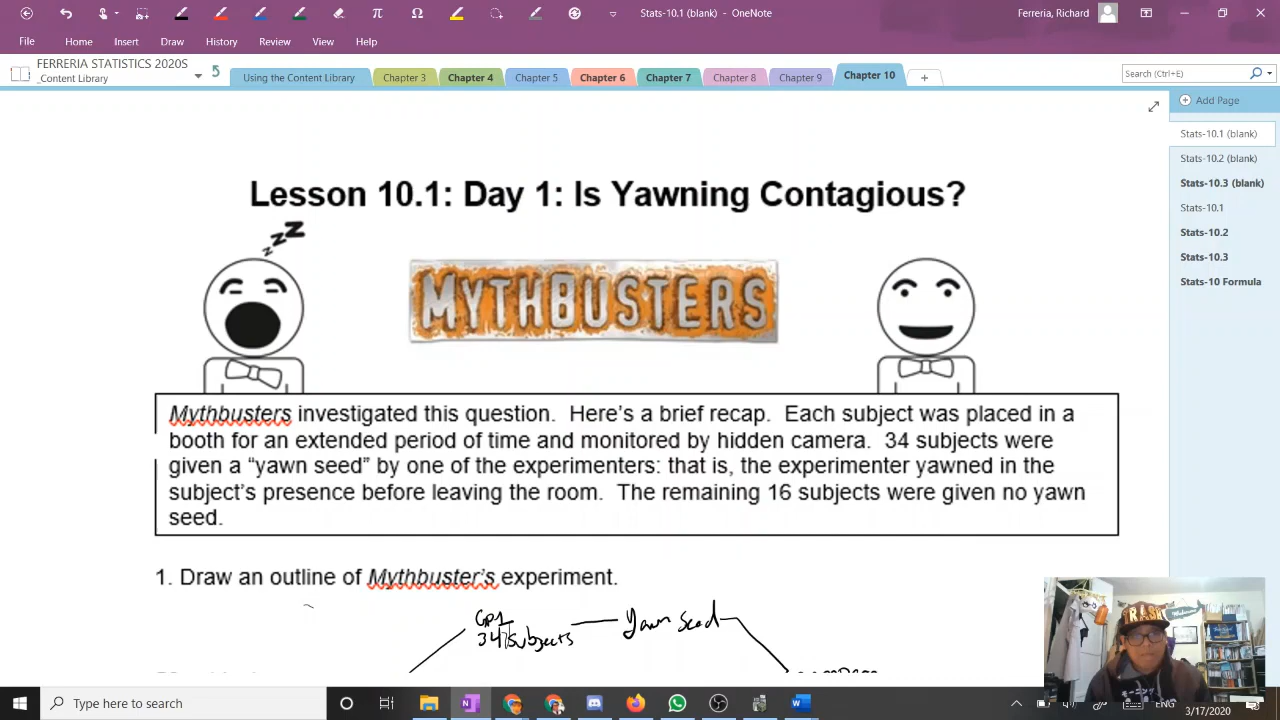 Stats-10.1 (blank) - OneNote
Ferreria, Richard
File Home Insert Draw History Review View Help
FERRERIA STATISTICS 2020S
_Content Library
Using the Content Library
Chapter 3
Chapter 4
Chapter 5
Chapter 6
Chapter 7
Chapter 8
Chapter 9
Chapter 10
Search (Ctrl+E)
Add Page
Stats-10.1 (blank)
Stats-10.2 (blank)
Stats-10.3 (blank)
Stats-10.1
Stats-10.2
Stats-10.3
Stats-10 Formula
Lesson 10.1: Day 1: Is Yawning Contagious?
zzZ
MYTHBUSTERS
Mythbusters investigated this question. Here's a brief recap. Each subject was placed in a
booth for an extended period of time and monitored by hidden camera. 34 subjects were
given a "yawn seed" by one of the experimenters: that is, the experimenter yawned in the
subject's presence before leaving the room. The remaining 16 subjects were given no yawn
seed.
1. Draw an outline of Mythbuster's experiment.
Grp1
34 subjects
Yawn Seed
Type here to search
3/17/2020